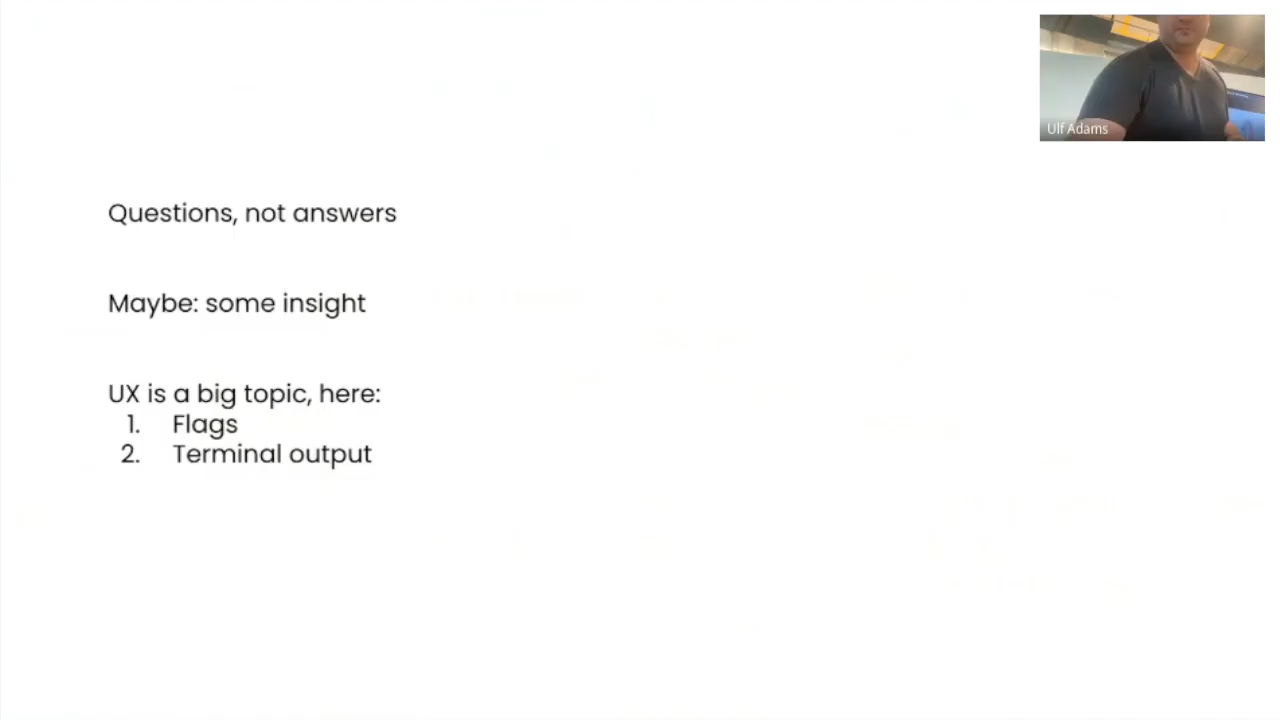 Ulf Adams
Questions, not answers
Maybe: some insight
UX is a big topic, here:
1. Flags
2. Terminal output